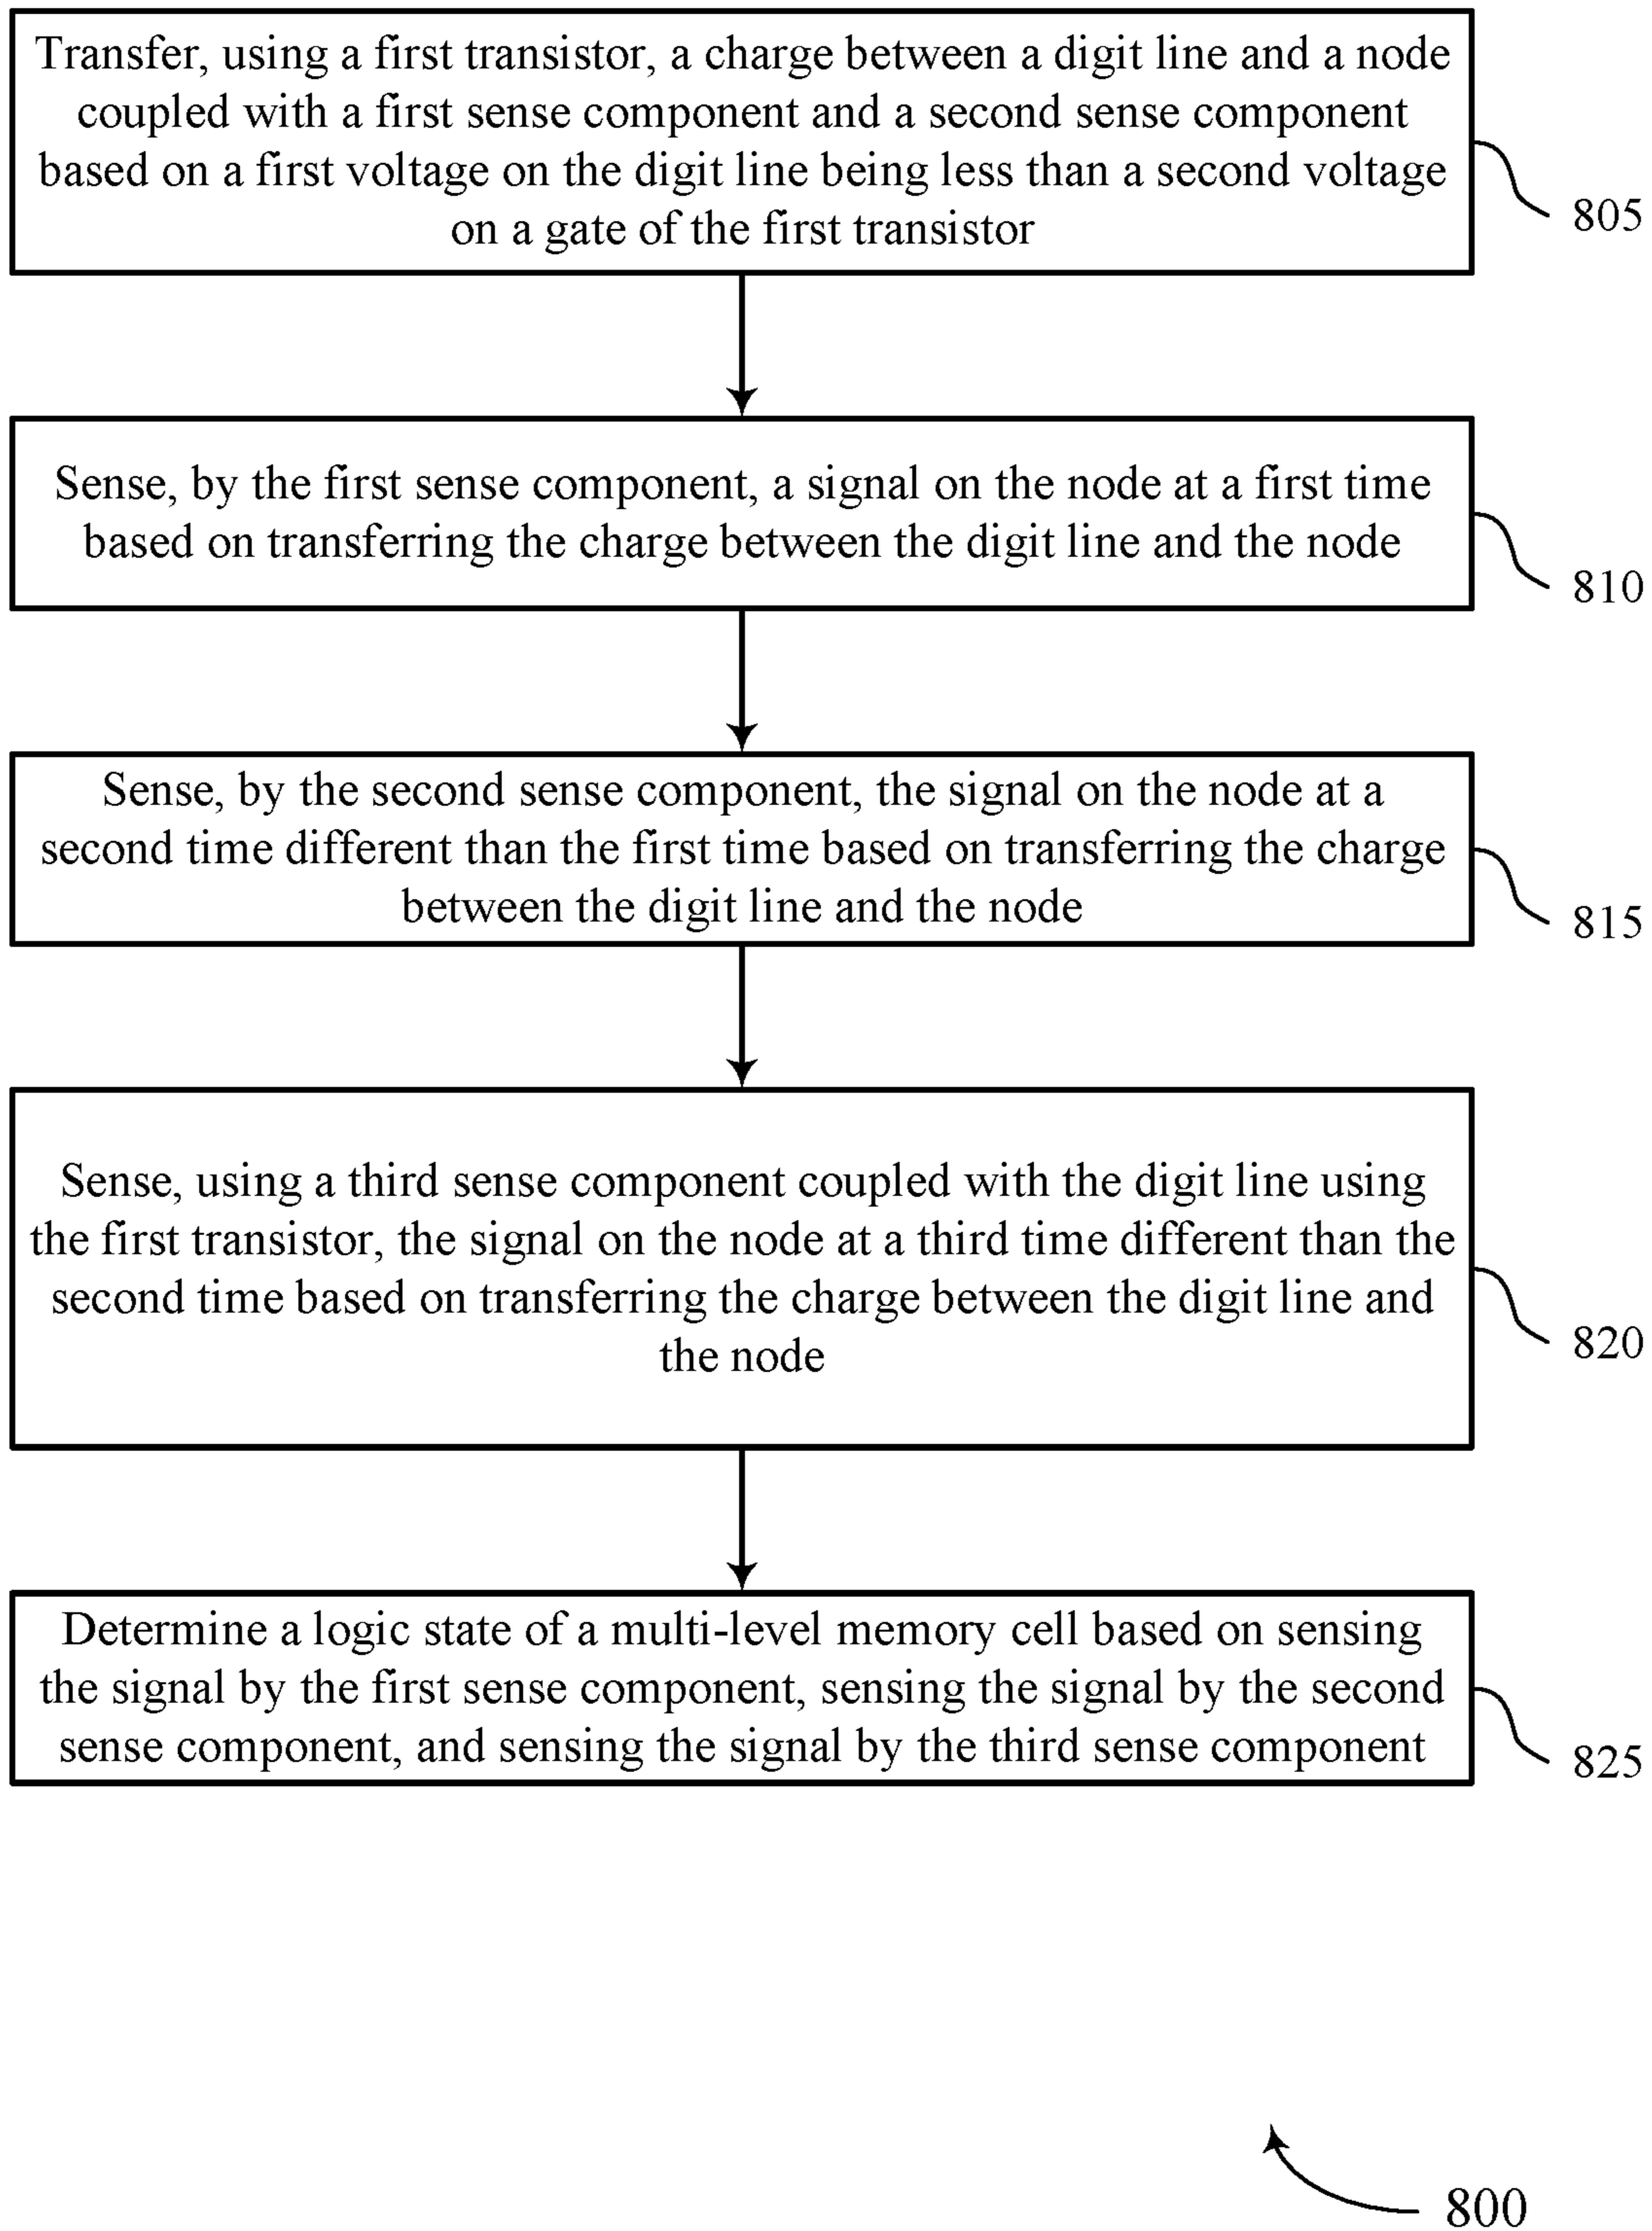 Transfer, using a first transistor, a charge between a digit line and a node
coupled with a first sense component and a second sense component
based on a first voltage on the digit line being less than a second voltage
on a gate of the first transistor
805
Sense, by the first sense component, a signal on the node at a first time
based on transferring the charge between the digit line and the node
810
Sense, by the second sense component, the signal on the node at a
second time different than the first time based on transferring the charge
between the digit line and the node
815
Sense, using a third sense component coupled with the digit line using
the first transistor, the signal on the node at a third time different than the
second time based on transferring the charge between the digit line and
the node
820
Determine a logic state of a multi-level memory cell based on sensing
the signal by the first sense component, sensing the signal by the second
sense component, and sensing the signal by the third sense component
825
800